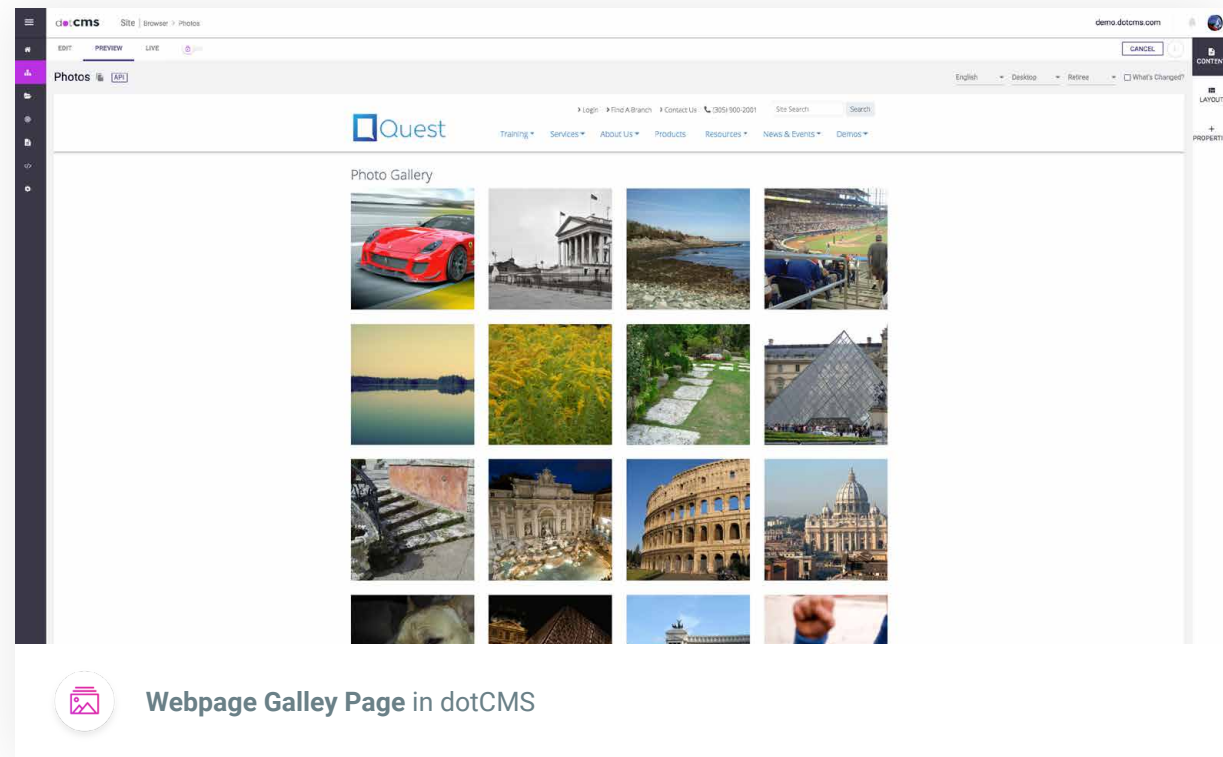 dotcms Site | Browser > Photos demo.dotcms.com
EDIT PREVIEW LIVE CANCEL
CONTEN
Photos API English Desktop Retiree What's Changed?
LAYOUT
> Login > Find A Branch > Contact Us (305) 900-2001 Site Search Search
Quest Training Services About Us Products Resources News & Events Demos
PROPERTI
Photo Gallery
Webpage Galley Page in dotCMS